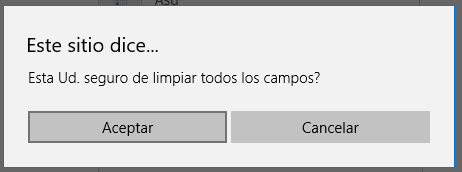 Este sitio dice...
Esta Ud. seguro de limpiar todos los campos?
Aceptar Cancelar